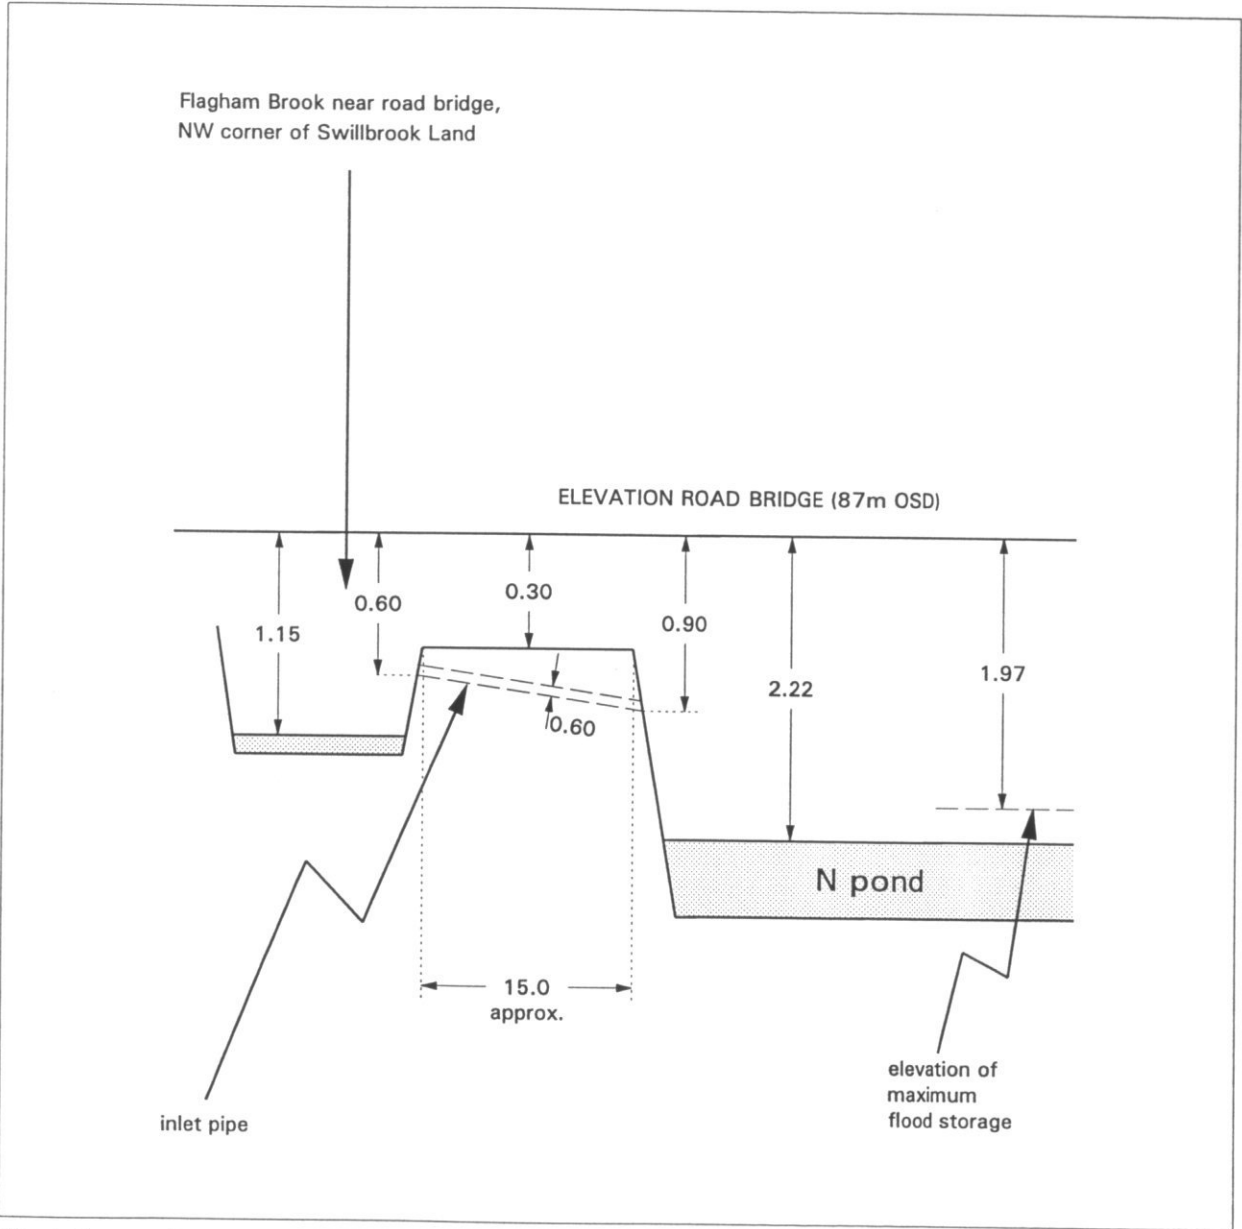 Flagham Brook near road bridge,
NW corner of Swillbrook Land
ELEVATION ROAD BRIDGE (87m OSD)
0.60
0.30
1.15
0.90
2.22
1.97
0.60
N pond
15.0
approx.
elevation of
maximum
flood storage
inlet pipe